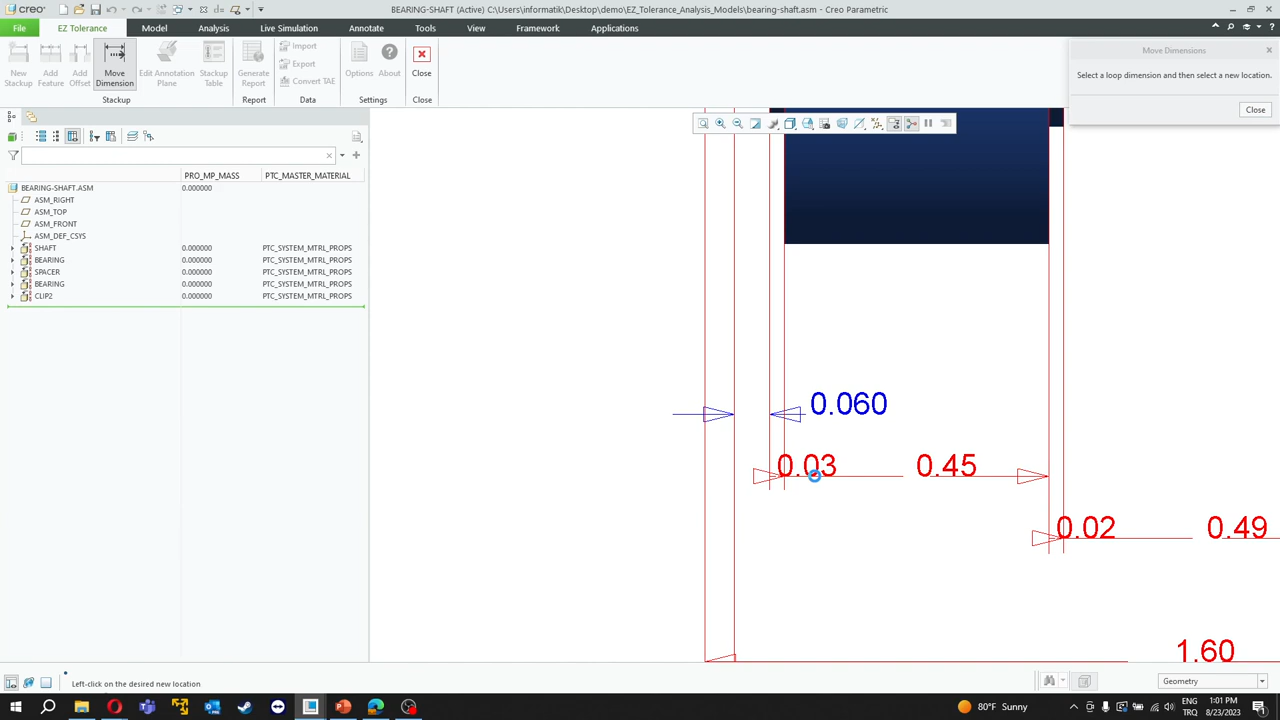 creo
BEARING-SHAFT (Active) C:\Users\informatik\Desktop\demo\EZ_Tolerance_Analysis_Models\bearing-shaft.asm - Creo Parametric
File EZ Tolerance Model Analysis Live Simulation Annotate Tools View Framework Applications
New Stackup
Add Feature
Add Offset
Move Dimension
Edit Annotation Plane
Stackup Table
Generate Report
Import
Export
Convert TAE
Options
About
Close
Stackup Report Data Settings Close
Move Dimensions
Select a loop dimension and then select a new location.
Close
PRO_MP_MASS PTC_MASTER_MATERIAL
BEARING-SHAFT.ASM 0.000000
ASM_RIGHT
ASM_TOP
ASM_FRONT
ASM_DEF_CSYS
SHAFT 0.000000 PTC_SYSTEM_MTRL_PROPS
BEARING 0.000000 PTC_SYSTEM_MTRL_PROPS
SPACER 0.000000 PTC_SYSTEM_MTRL_PROPS
BEARING 0.000000 PTC_SYSTEM_MTRL_PROPS
CLIP2 0.000000 PTC_SYSTEM_MTRL_PROPS
0.060
0.03 0.45
0.02 0.49
1.60
Left-click on the desired new location
Geometry
80°F Sunny
ENG
TRQ
1:01 PM
8/23/2023